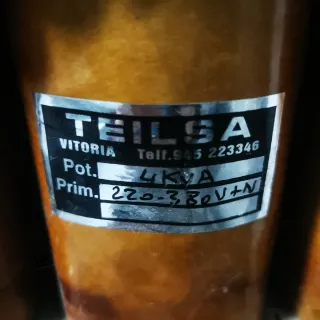 TEILSA
VITORIA Telf. 945 223346
Pot. 4KVA
Prim. 220-380V+N